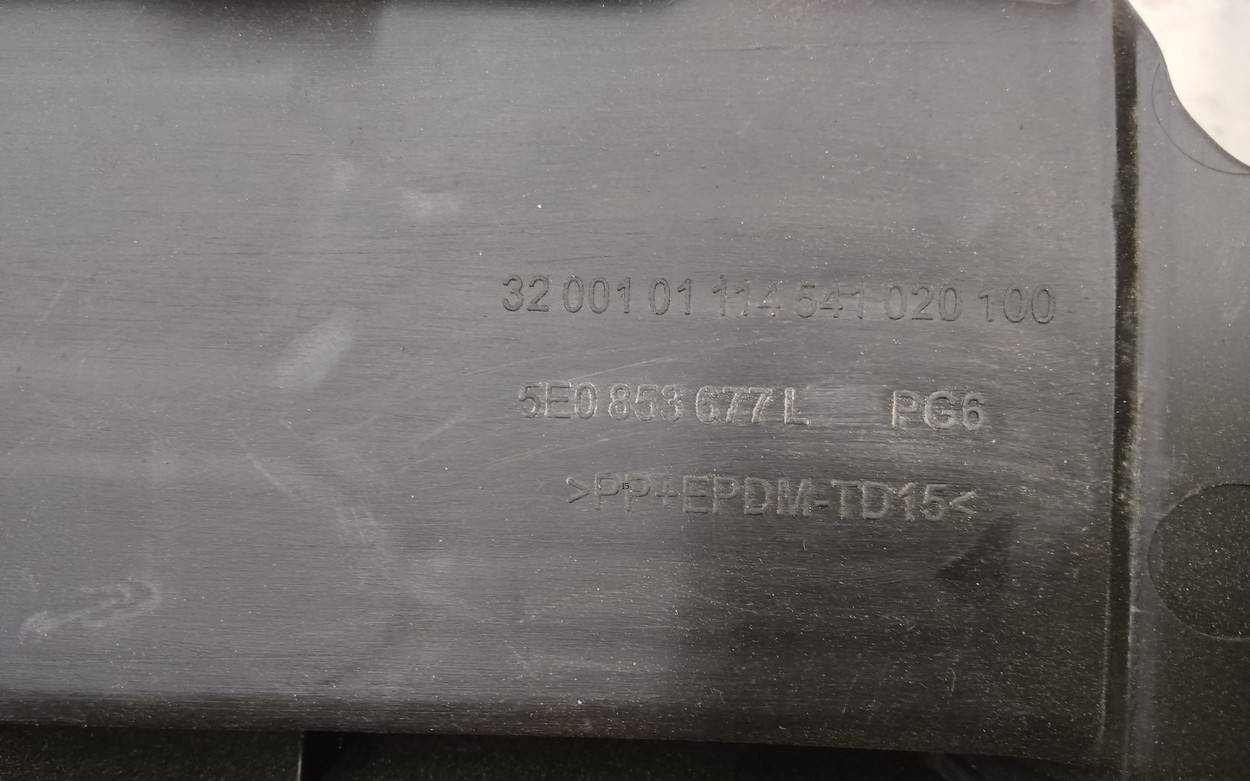 32 001 01 114 541 020 100
5E0 853 677 L PG6
>PP+EPDM-TD15<